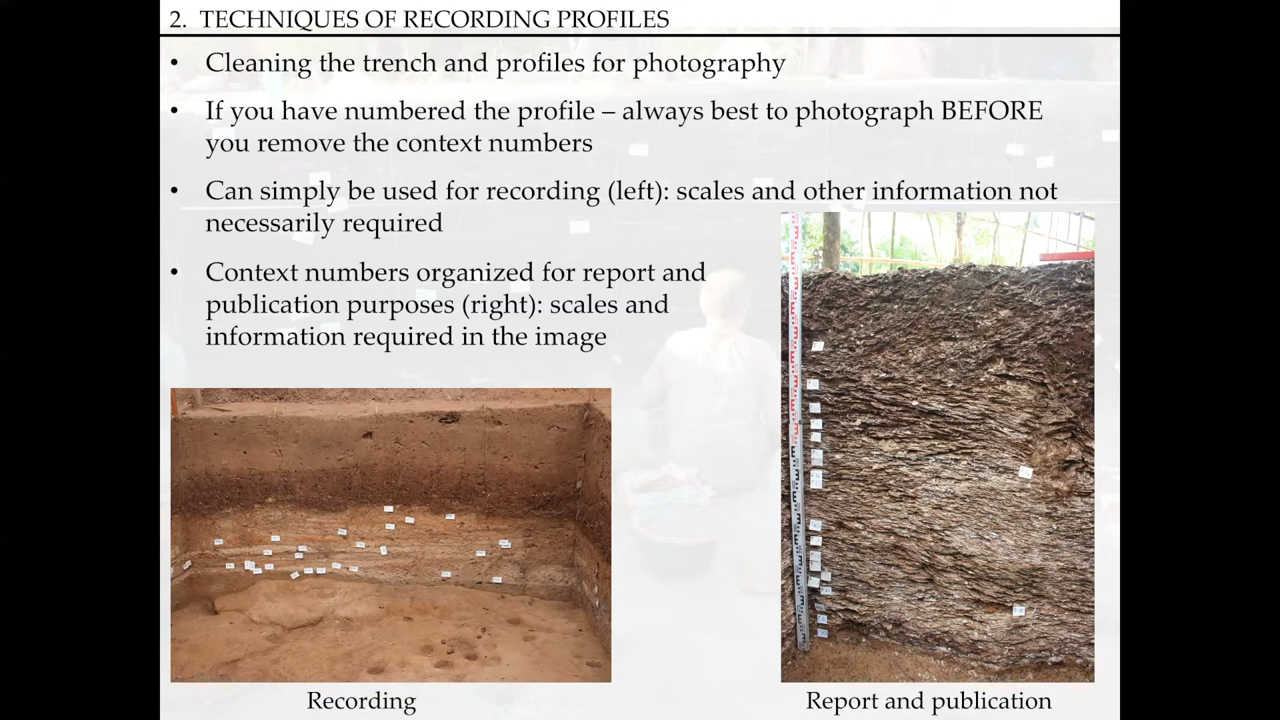 2. TECHNIQUES OF RECORDING PROFILES
• Cleaning the trench and profiles for photography
• If you have numbered the profile – always best to photograph BEFORE
you remove the context numbers
• Can simply be used for recording (left): scales and other information not
necessarily required
• Context numbers organized for report and
publication purposes (right): scales and
information required in the image
Recording
Report and publication